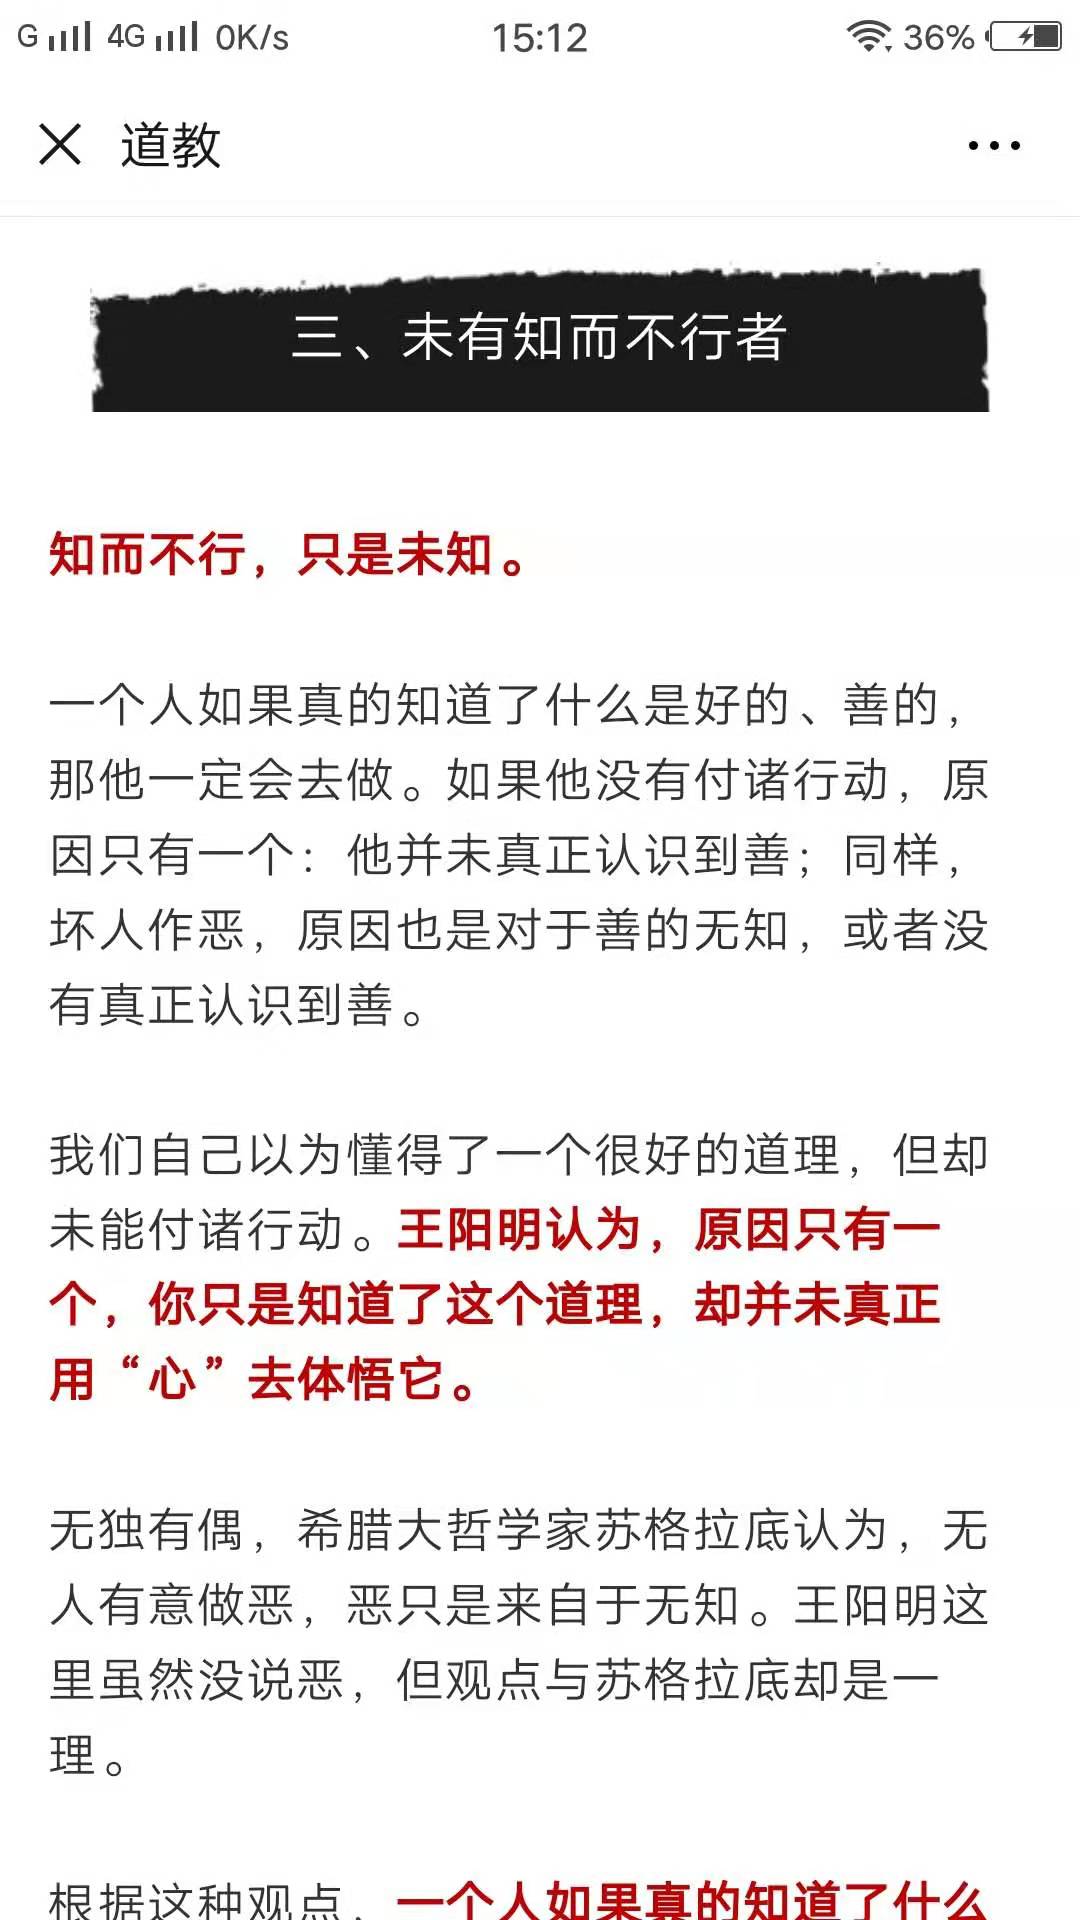 G 4G 0K/s 15:12 36%
道教
三、未有知而不行者
知而不行，只是未知。
一个人如果真的知道了什么是好的、善的，
那他一定会去做。如果他没有付诸行动，原
因只有一个：他并未真正认识到善；同样，
坏人作恶，原因也是对于善的无知，或者没
有真正认识到善。
我们自己以为懂得了一个很好的道理，但却
未能付诸行动。王阳明认为，原因只有一
个，你只是知道了这个道理，却并未真正
用“心”去体悟它。
无独有偶，希腊大哲学家苏格拉底认为，无
人有意做恶，恶只是来自于无知。王阳明这
里虽然没说恶，但观点与苏格拉底却是一
理。
根据这种观点，一个人如果真的知道了什么